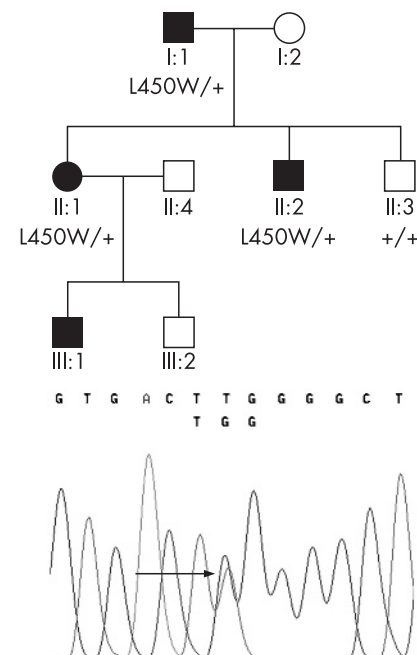 I:1 I:2
L450W/+
II:1 II:4 II:2 II:3
L450W/+ L450W/+ +/+
III:1 III:2
G T G A C T T G G G G C T
T G G